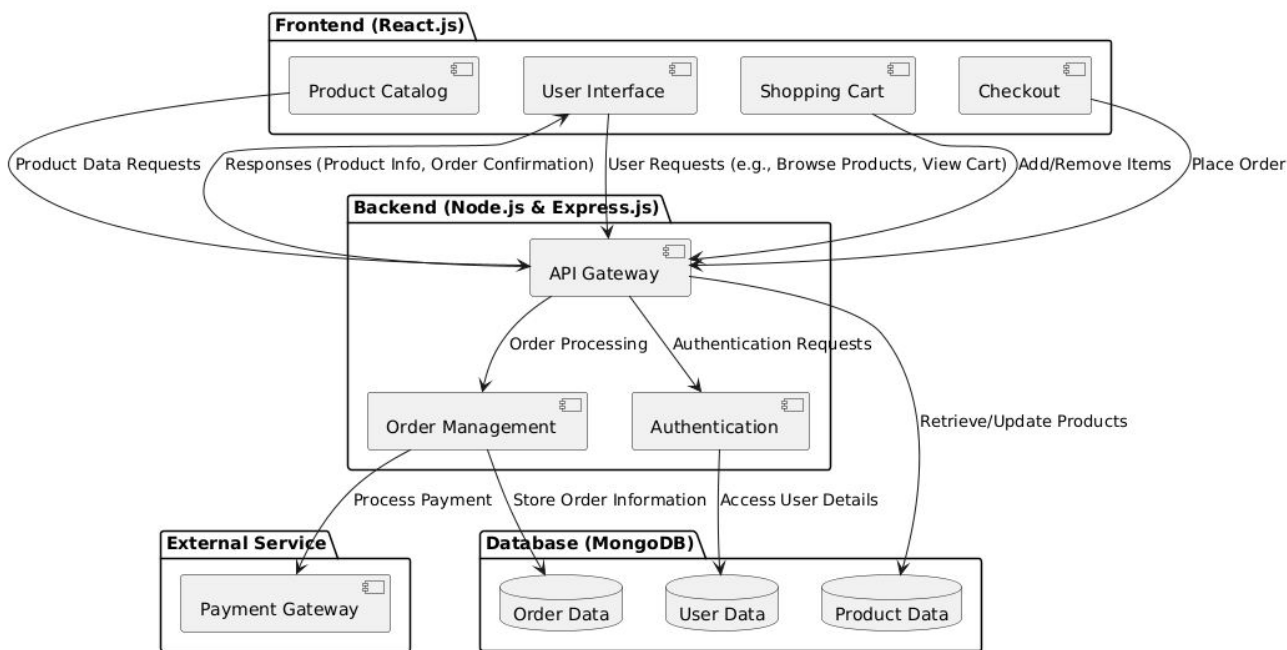 Frontend (React.js)
Product Catalog
User Interface
Shopping Cart
Checkout
Product Data Requests
Responses (Product Info, Order Confirmation)
User Requests (e.g., Browse Products, View Cart)
Add/Remove Items
Place Order
Backend (Node.js & Express.js)
API Gateway
Order Processing
Authentication Requests
Order Management
Authentication
Retrieve/Update Products
Process Payment
Store Order Information
Access User Details
External Service
Database (MongoDB)
Payment Gateway
Order Data
User Data
Product Data